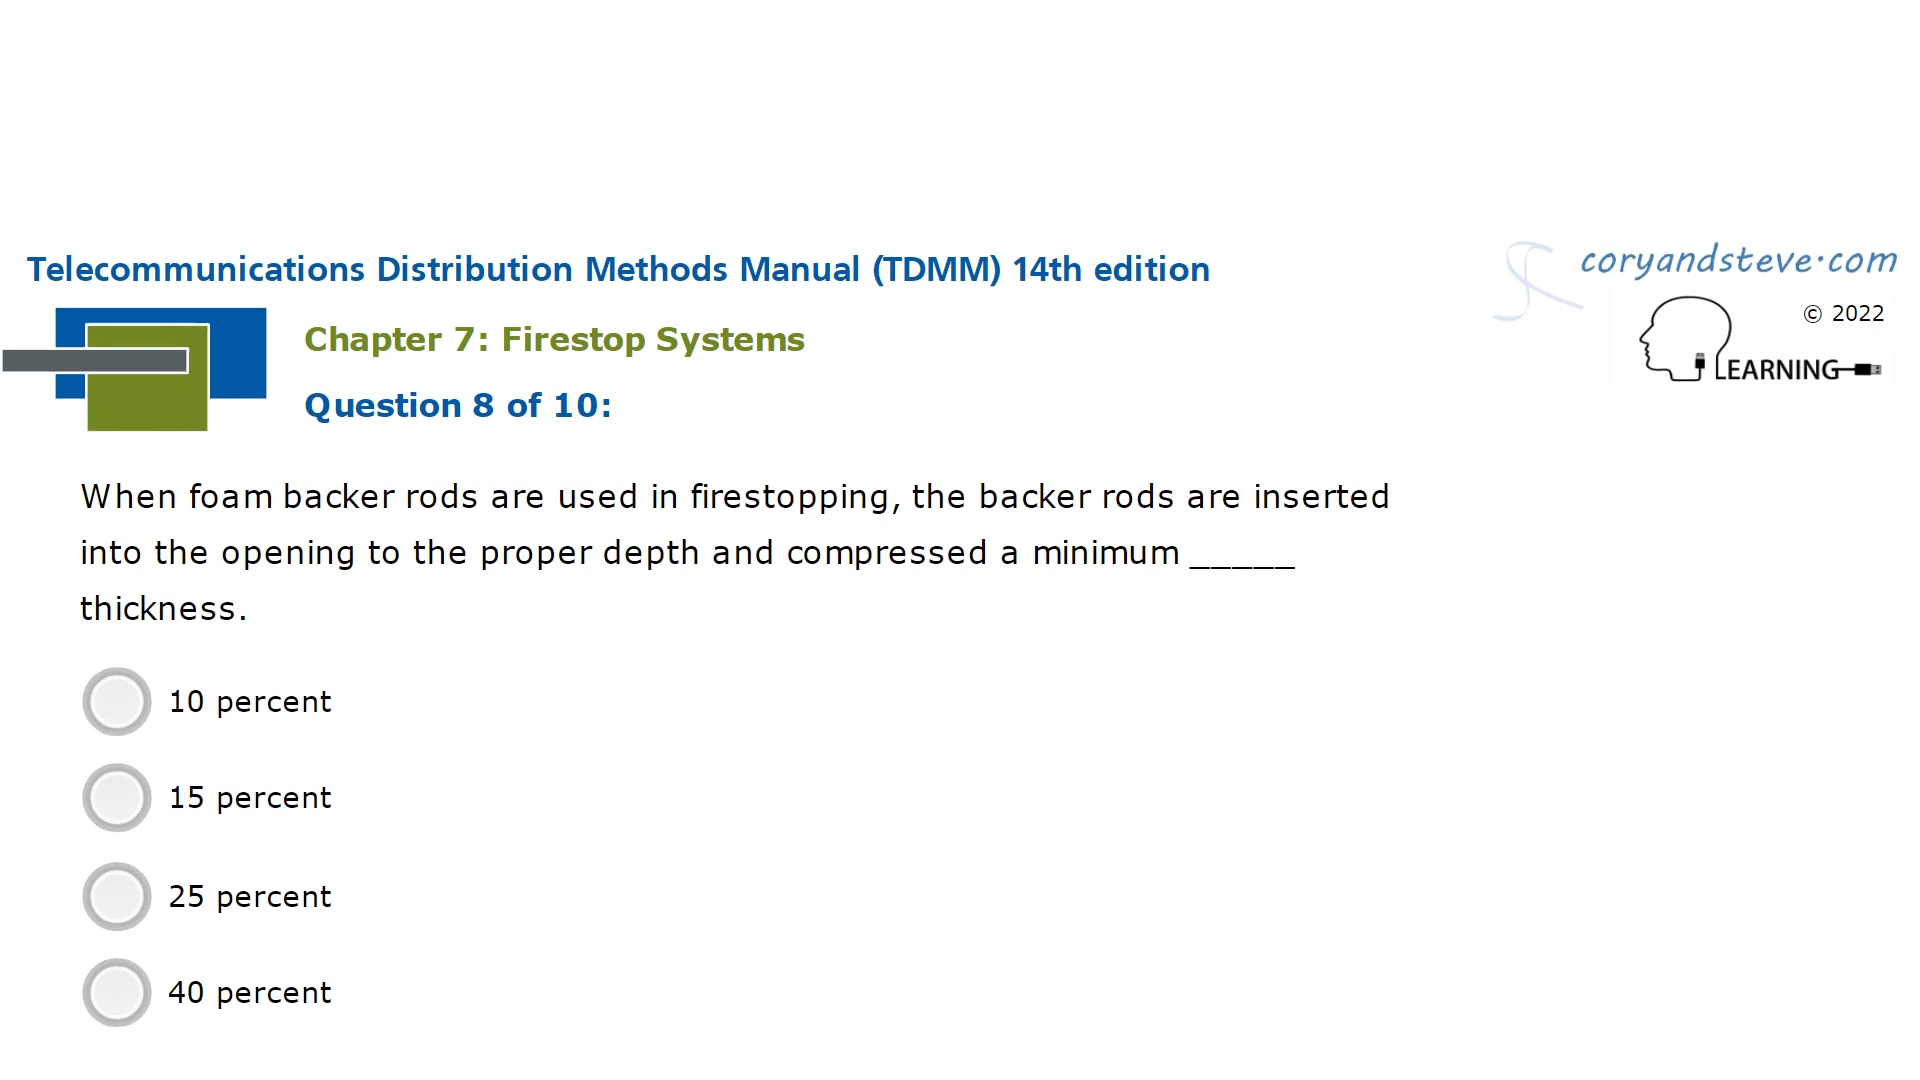 Telecommunications Distribution Methods Manual (TDMM) 14th edition
coryandsteve.com
© 2022
LEARNING
Chapter 7: Firestop Systems
Question 8 of 10:
When foam backer rods are used in firestopping, the backer rods are inserted
into the opening to the proper depth and compressed a minimum _____
thickness.
10 percent
15 percent
25 percent
40 percent